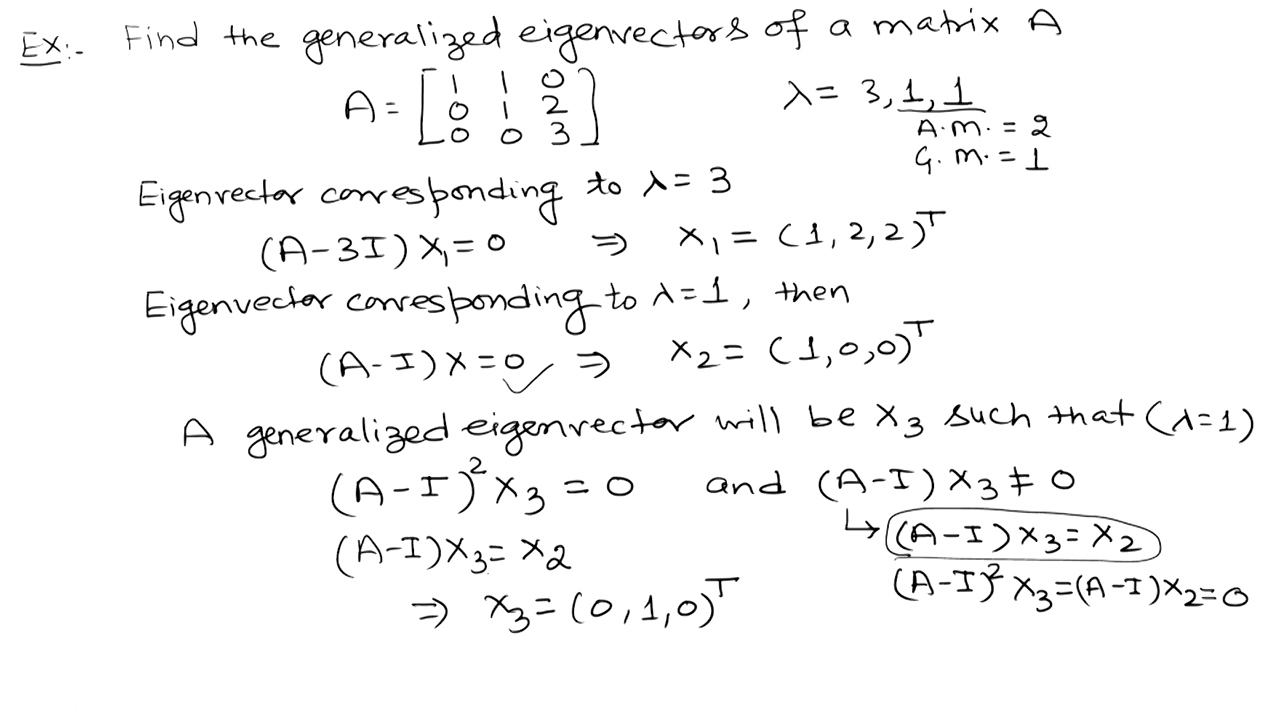 Ex:- Find the generalized eigenvectors of a matrix A
A = [1 1 0
0 1 2
0 0 3]
λ = 3, 1, 1
A.M. = 2
G.M. = 1
Eigenvector corresponding to λ = 3
(A-3I) X₁ = 0 ⇒ X₁ = (1, 2, 2)ᵀ
Eigenvector corresponding to λ=1, then
(A-I) X = 0 ✓ ⇒ X₂ = (1, 0, 0)ᵀ
A generalized eigenvector will be X₃ such that (λ=1)
(A-I)² X₃ = 0 and (A-I) X₃ ≠ 0
↳ (A-I) X₃ = X₂
(A-I) X₃ = X₂
(A-I)² X₃ = (A-I) X₂ = 0
⇒ X₃ = (0, 1, 0)ᵀ